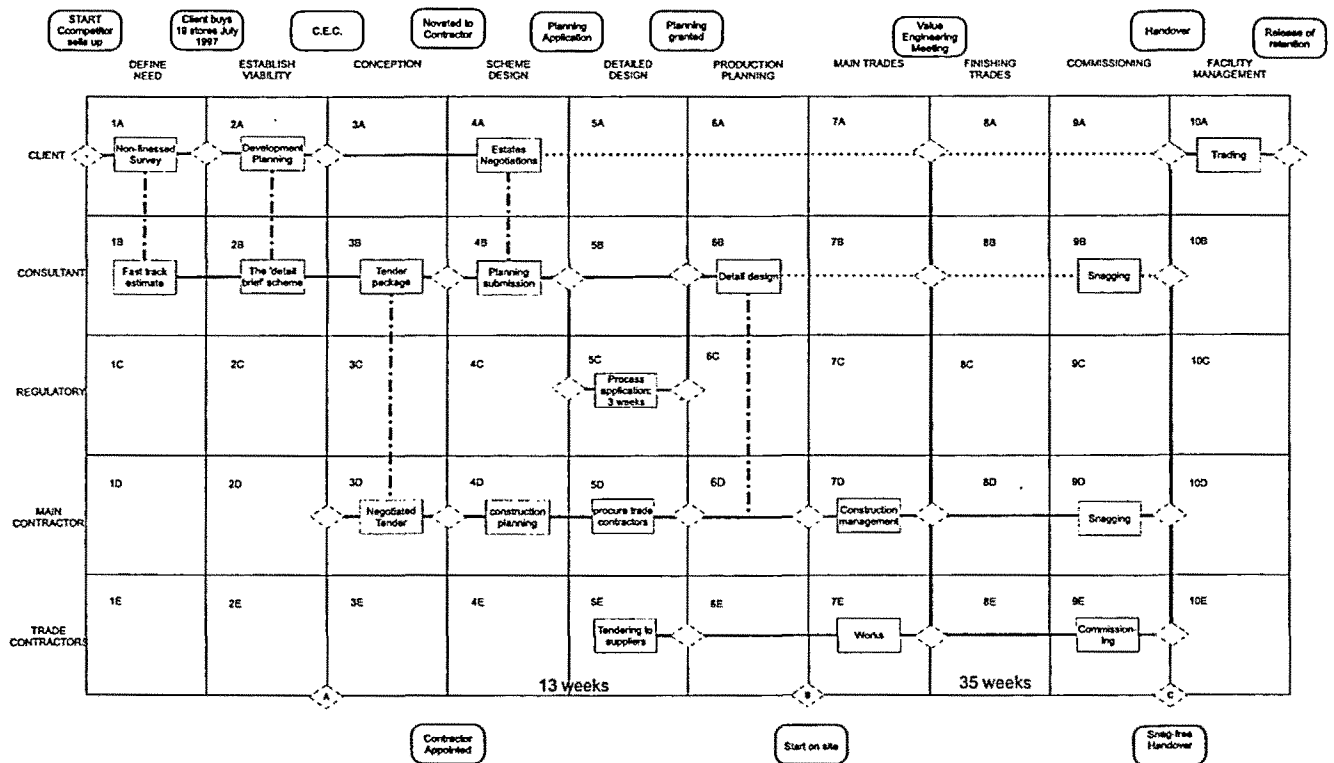 START
Ccompetitor
sells up
Client buys
18 stores July
1997
C.E.C.
Novated to
Contractor
Planning
Application
Planning
granted
Value
Engineering
Meeting
Handover
Release of
retention
DEFINE
NEED
ESTABLISH
VIABILITY
CONCEPTION
SCHEME
DESIGN
DETAILED
DESIGN
PRODUCTION
PLANNING
MAIN TRADES
FINISHING
TRADES
COMMISSIONING
FACILITY
MANAGEMENT
1A
2A
3A
4A
5A
6A
7A
8A
9A
10A
CLIENT
Non-finessed
Survey
Development
Planning
Estates
Negotiations
Trading
1B
2B
3B
4B
5B
6B
7B
8B
9B
10B
CONSULTANT
Fast track
estimate
The 'detail
brief' scheme
Tender
package
Planning
submission
Detail design
Snagging
1C
2C
3C
4C
5C
6C
7C
8C
9C
10C
REGULATORY
Process
application:
3 weeks
1D
2D
3D
4D
5D
6D
7D
8D
9D
10D
MAIN
CONTRACTOR
Negotiated
Tender
construction
planning
procure trade
contractors
Construction
management
Snagging
1E
2E
3E
4E
5E
6E
7E
8E
9E
10E
TRADE
CONTRACTORS
Tendering to
suppliers
Works
Commission-
ing
13 weeks
35 weeks
A
B
C
Contractor
Appointed
Start on site
Snag-free
Handover